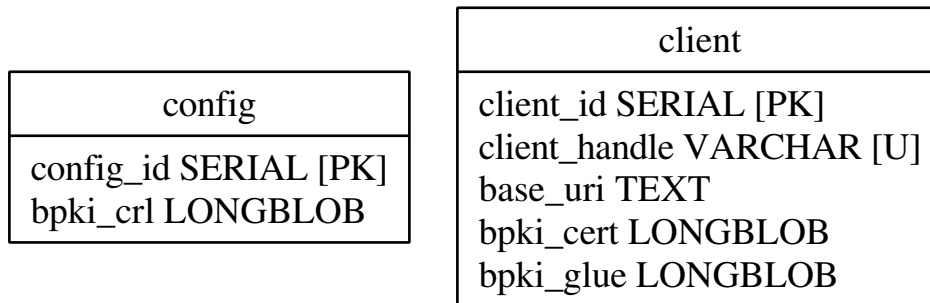 config
config_id SERIAL [PK]
bpki_crl LONGBLOB
client
client_id SERIAL [PK]
client_handle VARCHAR [U]
base_uri TEXT
bpki_cert LONGBLOB
bpki_glue LONGBLOB